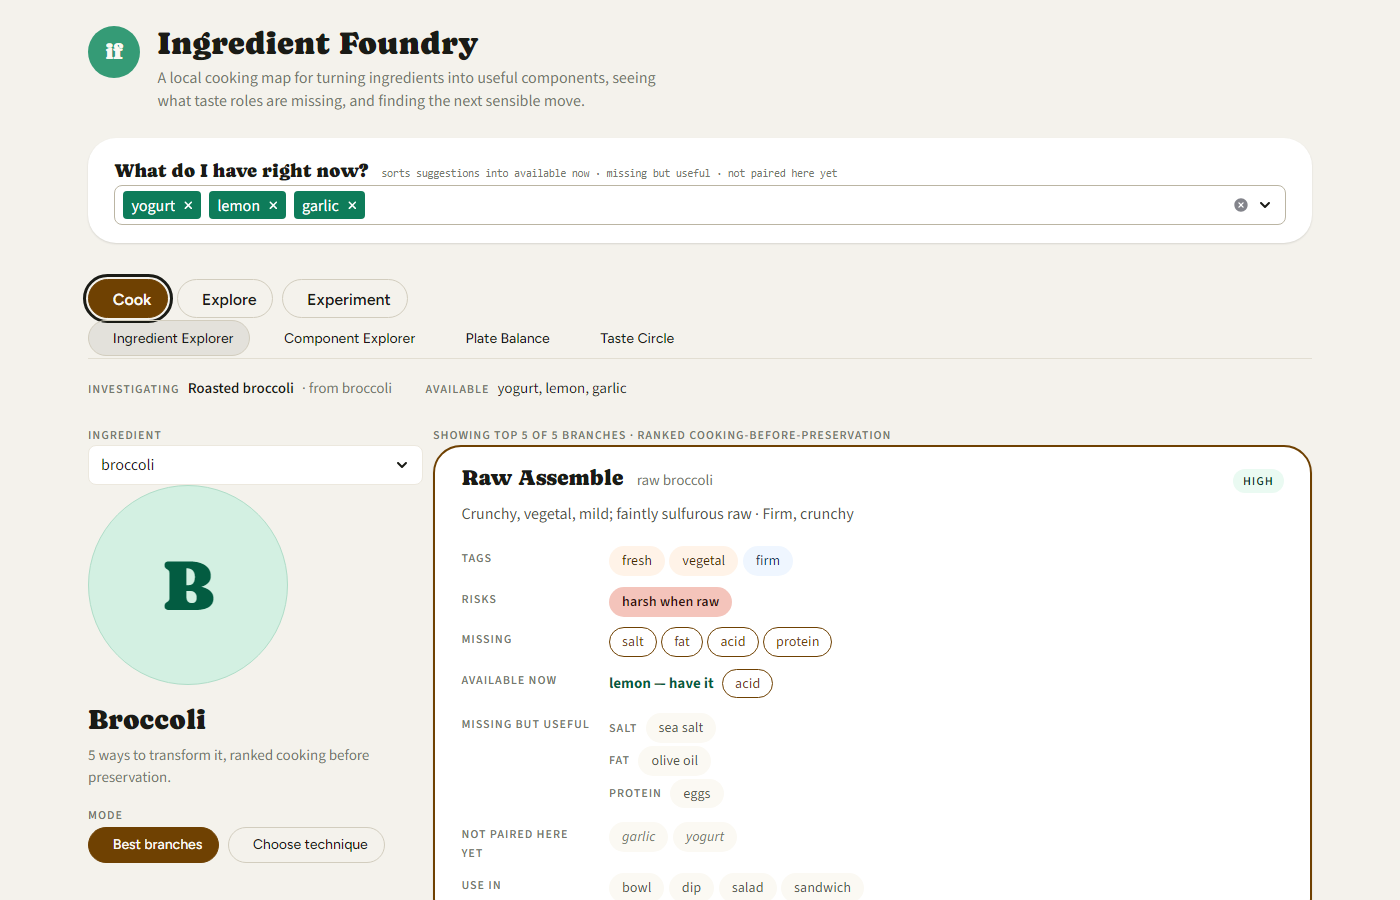 if
Ingredient Foundry
A local cooking map for turning ingredients into useful components, seeing
what taste roles are missing, and finding the next sensible move.
What do I have right now? sorts suggestions into available now · missing but useful · not paired here yet
yogurt × lemon × garlic ×
Cook Explore Experiment
Ingredient Explorer Component Explorer Plate Balance Taste Circle
INVESTIGATING Roasted broccoli · from broccoli AVAILABLE yogurt, lemon, garlic
INGREDIENT
broccoli
B
Broccoli
5 ways to transform it, ranked cooking before
preservation.
MODE
Best branches Choose technique
SHOWING TOP 5 OF 5 BRANCHES · RANKED COOKING-BEFORE-PRESERVATION
Raw Assemble raw broccoli HIGH
Crunchy, vegetal, mild; faintly sulfurous raw · Firm, crunchy
TAGS fresh vegetal firm
RISKS harsh when raw
MISSING salt fat acid protein
AVAILABLE NOW lemon — have it acid
MISSING BUT USEFUL SALT sea salt
FAT olive oil
PROTEIN eggs
NOT PAIRED HERE
YET
garlic yogurt
USE IN bowl dip salad sandwich